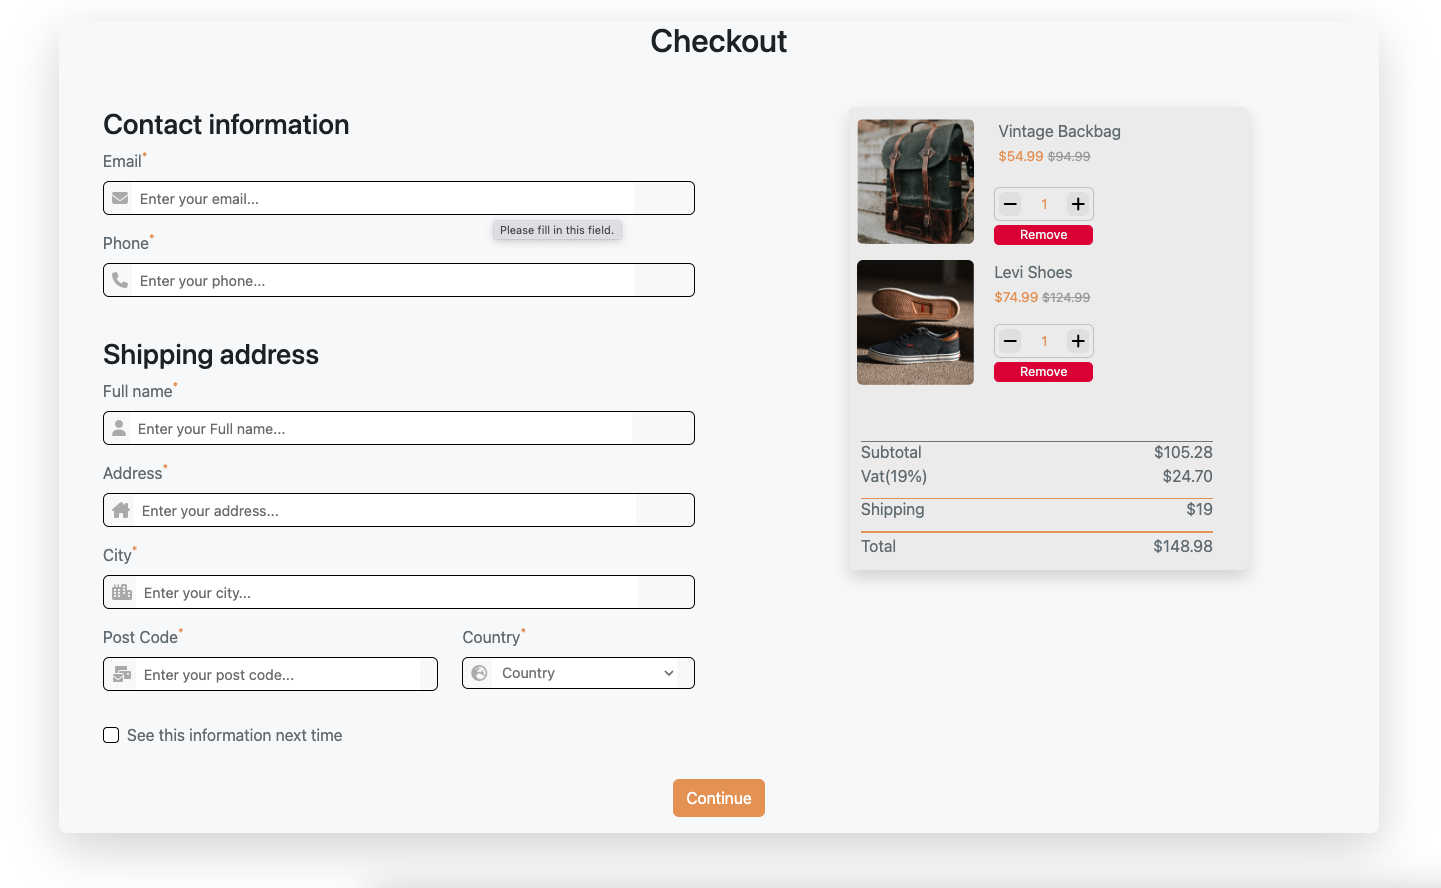 Checkout
Contact information
Email*
Enter your email...
Please fill in this field.
Phone*
Enter your phone...
Shipping address
Full name*
Enter your Full name...
Address*
Enter your address...
City*
Enter your city...
Post Code*
Enter your post code...
Country*
Country
See this information next time
Vintage Backbag
$54.99 $94.99
1
Remove
Levi Shoes
$74.99 $124.99
1
Remove
Subtotal $105.28
Vat(19%) $24.70
Shipping $19
Total $148.98
Continue